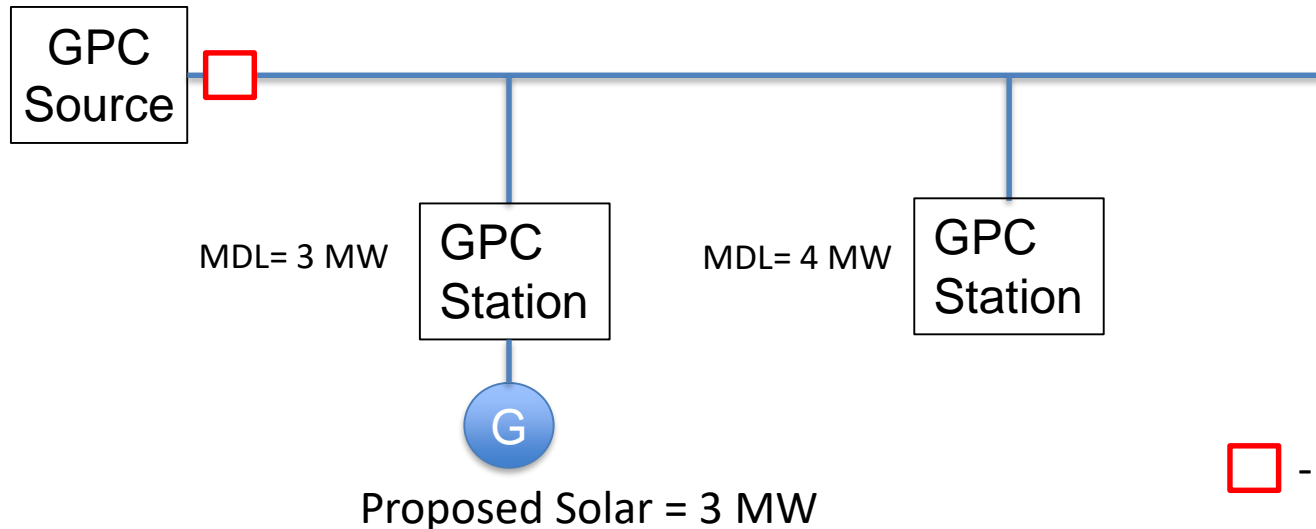 GPC
Source
MDL= 3 MW
GPC
Station
MDL= 4 MW
GPC
Station
G
-
Proposed Solar = 3 MW